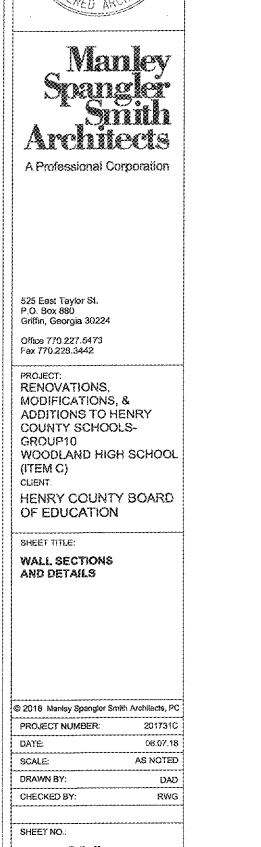 Manley
Spangler
Smith
Architects
A Professional Corporation
525 East Taylor St.
P.O. Box 880
Griffin, Georgia 30224
Office 770.227.5473
Fax 770.229.3442
PROJECT:
RENOVATIONS,
MODIFICATIONS, &
ADDITIONS TO HENRY
COUNTY SCHOOLS-
GROUP10
WOODLAND HIGH SCHOOL
(ITEM C)
CLIENT:
HENRY COUNTY BOARD
OF EDUCATION
SHEET TITLE:
WALL SECTIONS
AND DETAILS
© 2018 Manley Spangler Smith Architects, PC
PROJECT NUMBER: 201731C
DATE: 06.07.18
SCALE: AS NOTED
DRAWN BY: DAD
CHECKED BY: RWG
SHEET NO.: